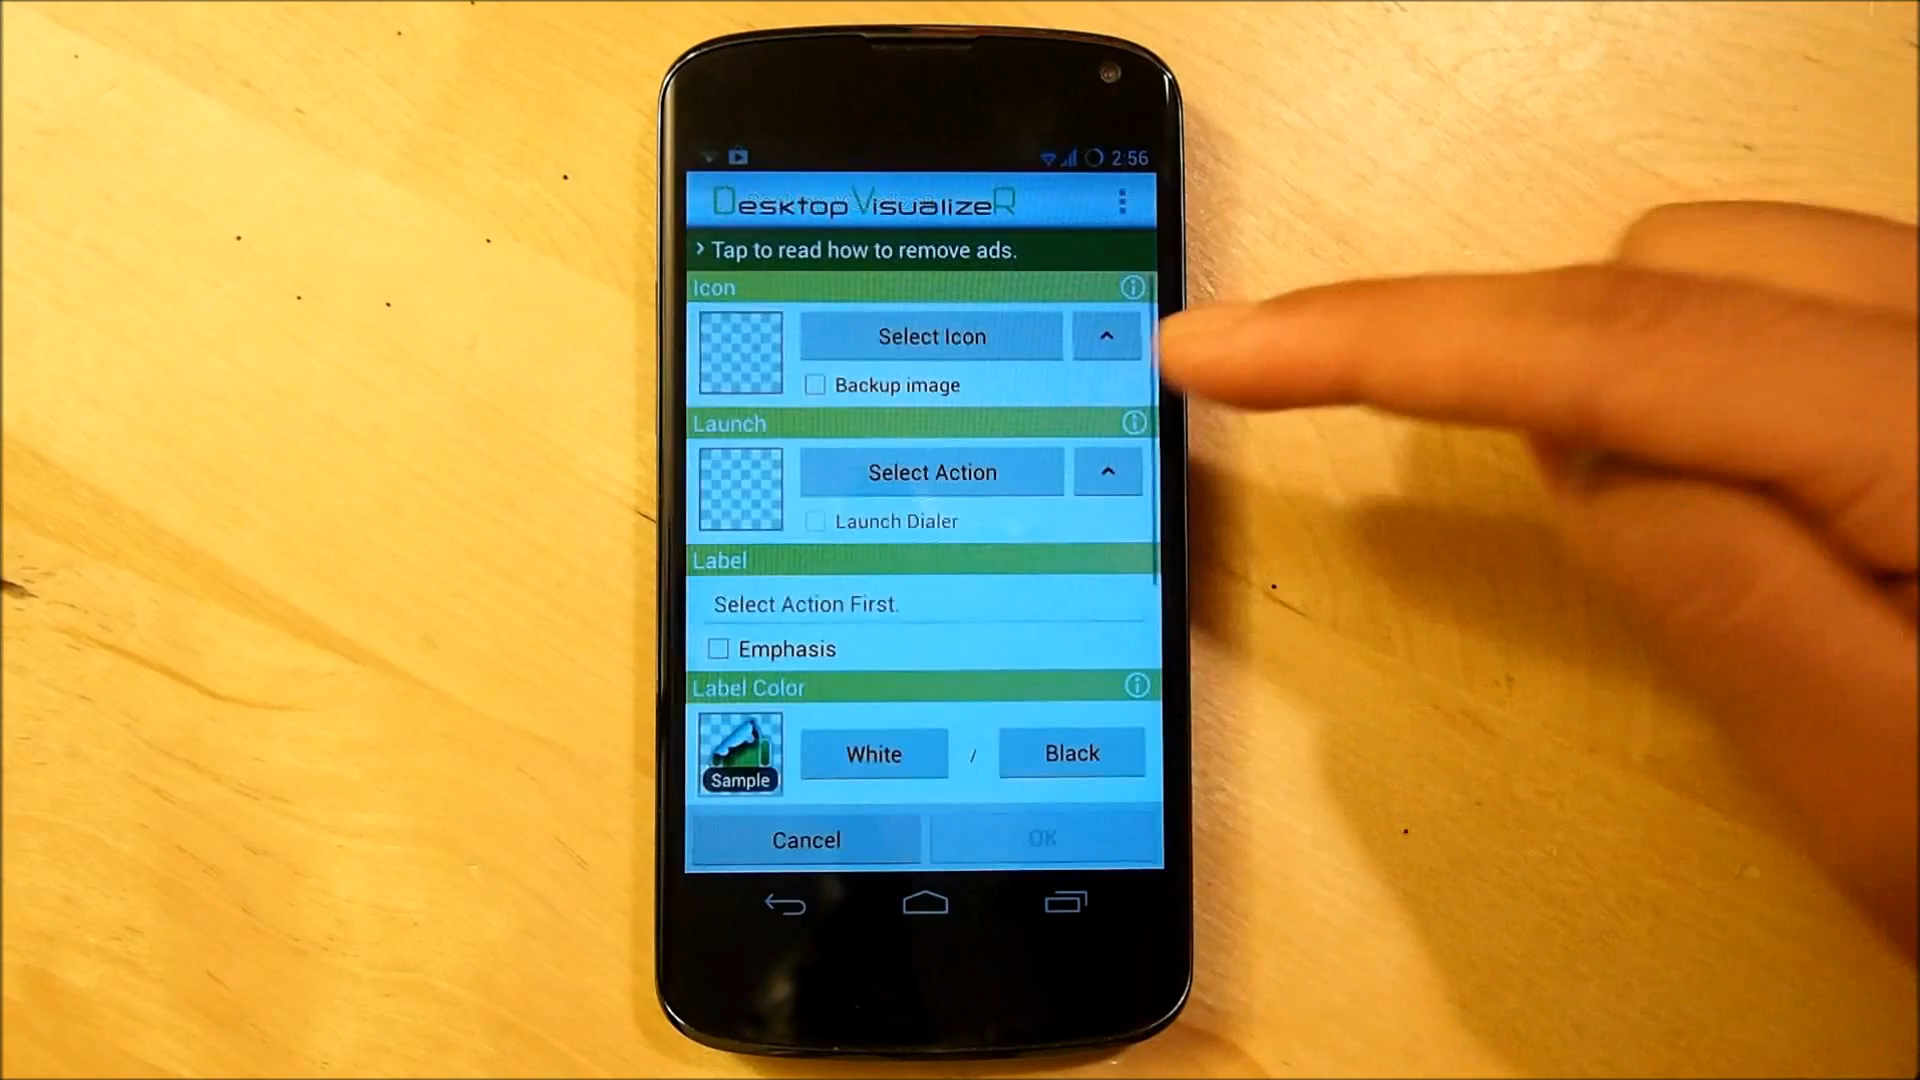 2:56
DesktopVisualizeR
> Tap to read how to remove ads.
Icon
Select Icon
Backup image
Launch
Select Action
Launch Dialer
Label
Select Action First.
Emphasis
Label Color
Sample
White / Black
Cancel OK